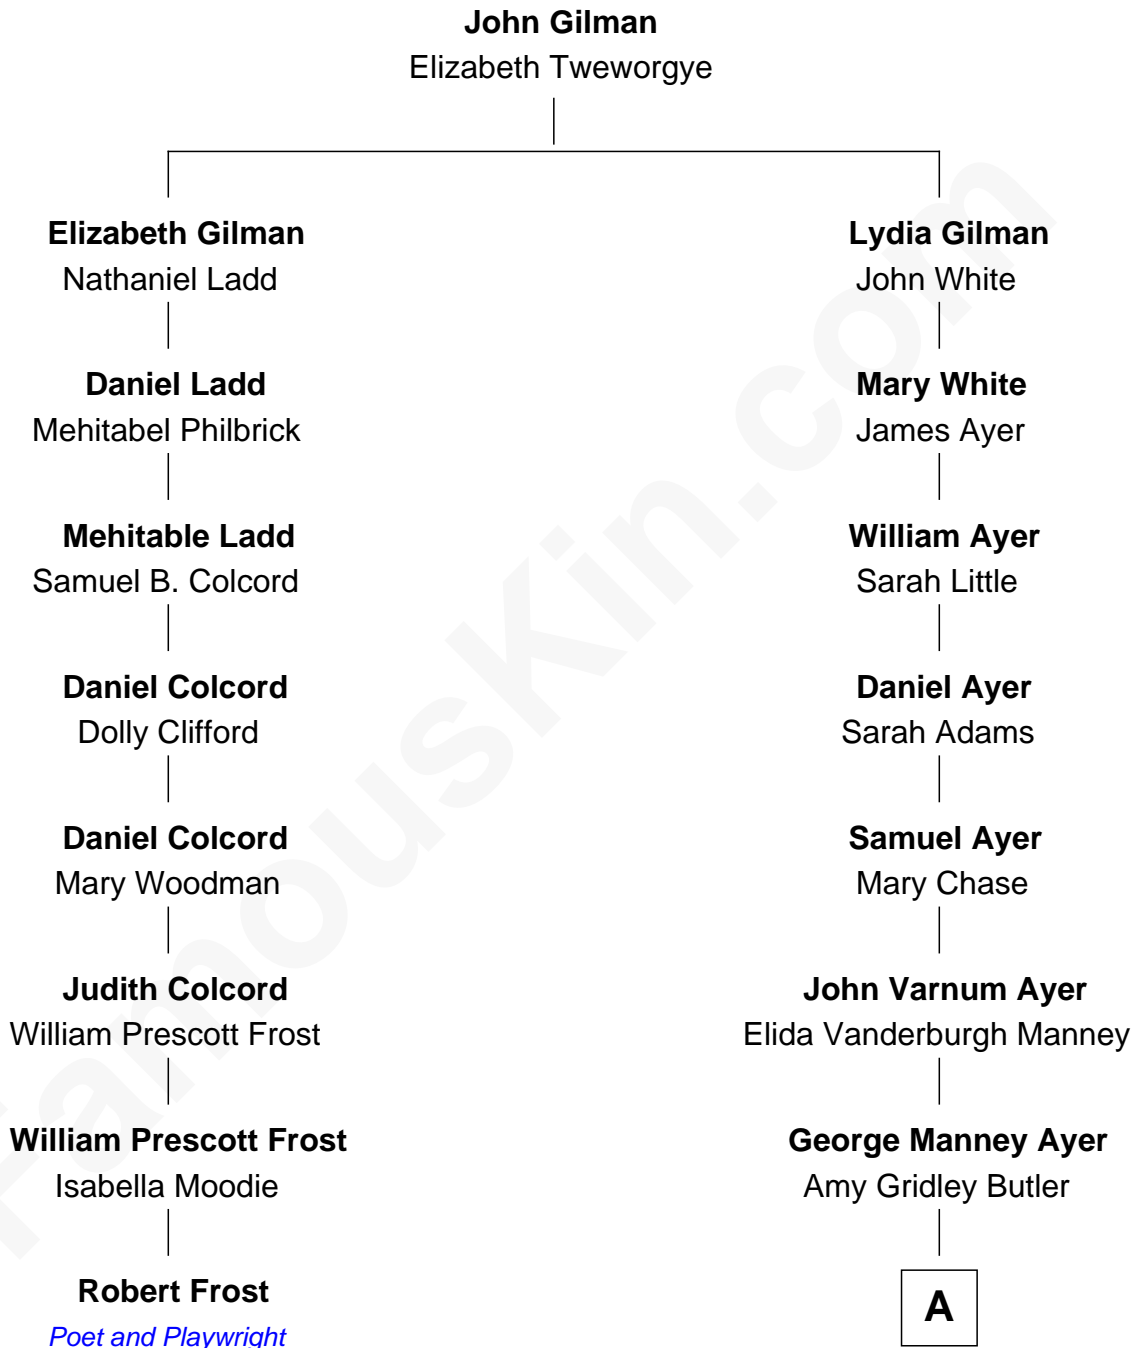 John Gilman
Elizabeth Tweworgye
Elizabeth Gilman
Nathaniel Ladd
Daniel Ladd
Mehitabel Philbrick
Mehitable Ladd
Samuel B. Colcord
Daniel Colcord
Dolly Clifford
Daniel Colcord
Mary Woodman
Judith Colcord
William Prescott Frost
William Prescott Frost
Isabella Moodie
Robert Frost
Poet and Playwright
Lydia Gilman
John White
Mary White
James Ayer
William Ayer
Sarah Little
Daniel Ayer
Sarah Adams
Samuel Ayer
Mary Chase
John Varnum Ayer
Elida Vanderburgh Manney
George Manney Ayer
Amy Gridley Butler
A
FamousKin.com